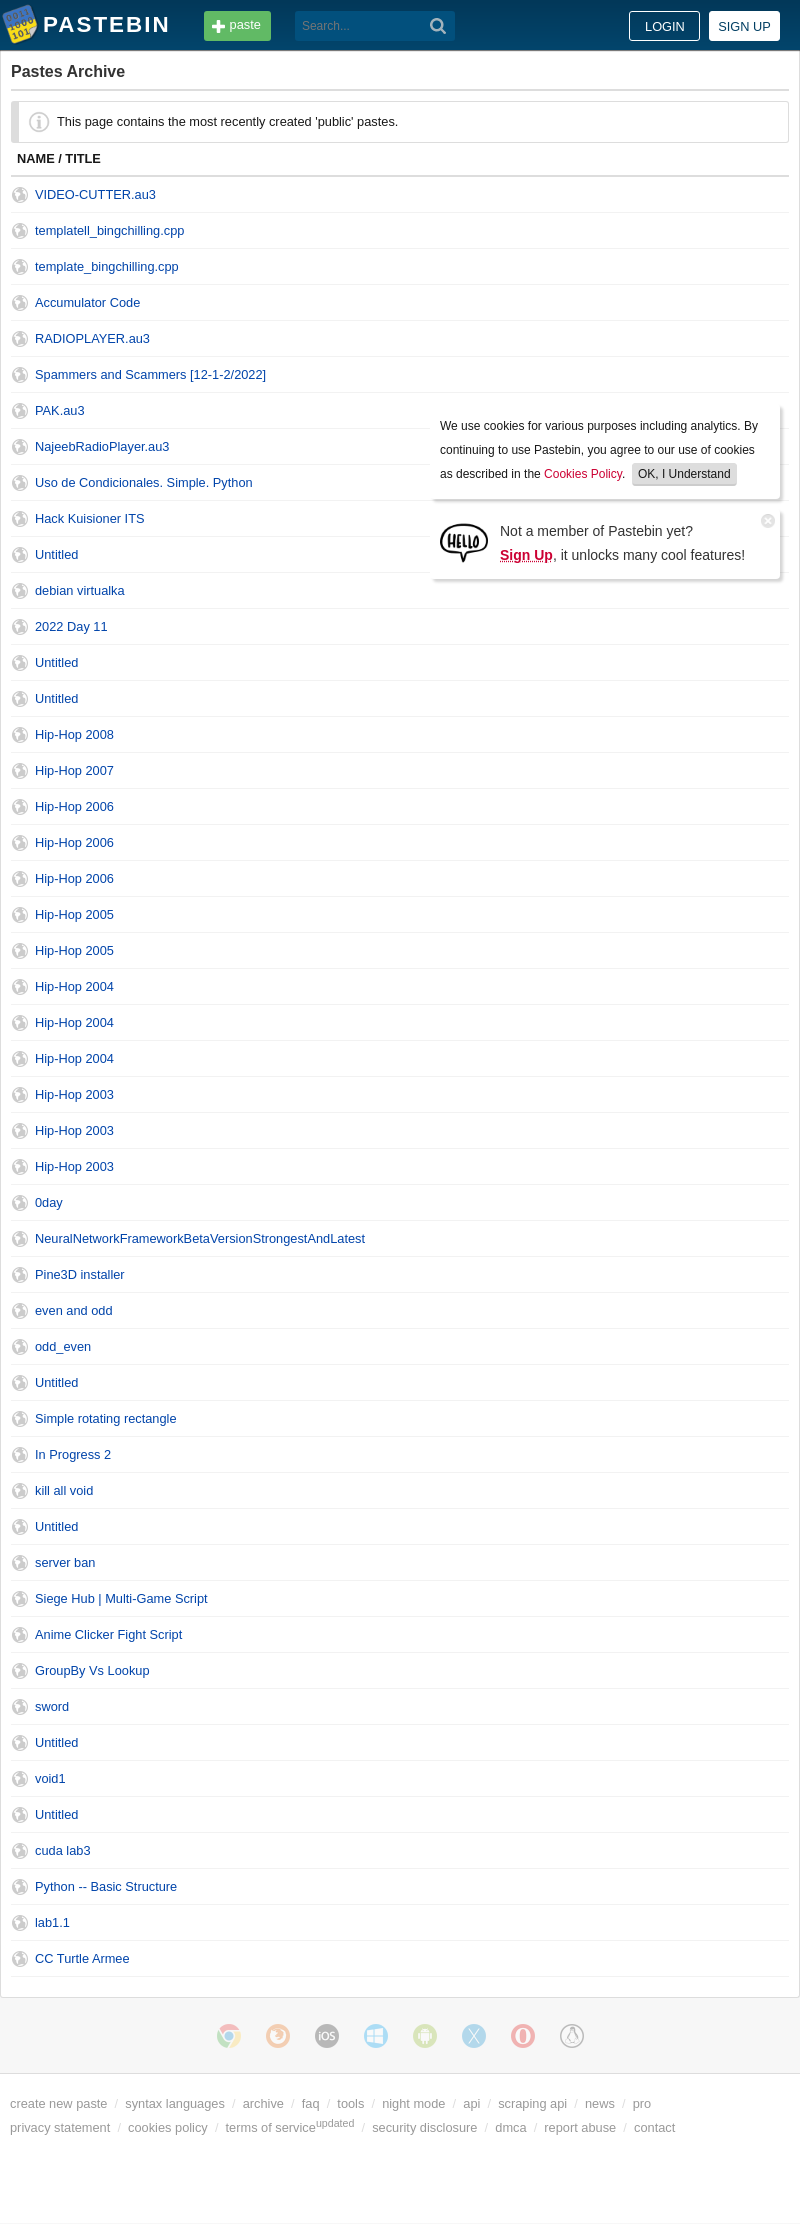 PASTEBIN paste Search... LOGIN SIGN UP
Pastes Archive
This page contains the most recently created 'public' pastes.
NAME / TITLE
VIDEO-CUTTER.au3
templatell_bingchilling.cpp
template_bingchilling.cpp
Accumulator Code
RADIOPLAYER.au3
Spammers and Scammers [12-1-2/2022]
PAK.au3
NajeebRadioPlayer.au3
Uso de Condicionales. Simple. Python
Hack Kuisioner ITS
Untitled
debian virtualka
We use cookies for various purposes including analytics. By
continuing to use Pastebin, you agree to our use of cookies
as described in the Cookies Policy. OK, I Understand
HELLO
Not a member of Pastebin yet?
Sign Up, it unlocks many cool features!
2022 Day 11
Untitled
Untitled
Hip-Hop 2008
Hip-Hop 2007
Hip-Hop 2006
Hip-Hop 2006
Hip-Hop 2006
Hip-Hop 2005
Hip-Hop 2005
Hip-Hop 2004
Hip-Hop 2004
Hip-Hop 2004
Hip-Hop 2003
Hip-Hop 2003
Hip-Hop 2003
0day
NeuralNetworkFrameworkBetaVersionStrongestAndLatest
Pine3D installer
even and odd
odd_even
Untitled
Simple rotating rectangle
In Progress 2
kill all void
Untitled
server ban
Siege Hub | Multi-Game Script
Anime Clicker Fight Script
GroupBy Vs Lookup
sword
Untitled
void1
Untitled
cuda lab3
Python -- Basic Structure
lab1.1
CC Turtle Armee
iOS
create new paste / syntax languages / archive / faq / tools / night mode / api / scraping api / news / pro
privacy statement / cookies policy / terms of serviceupdated / security disclosure / dmca / report abuse / contact